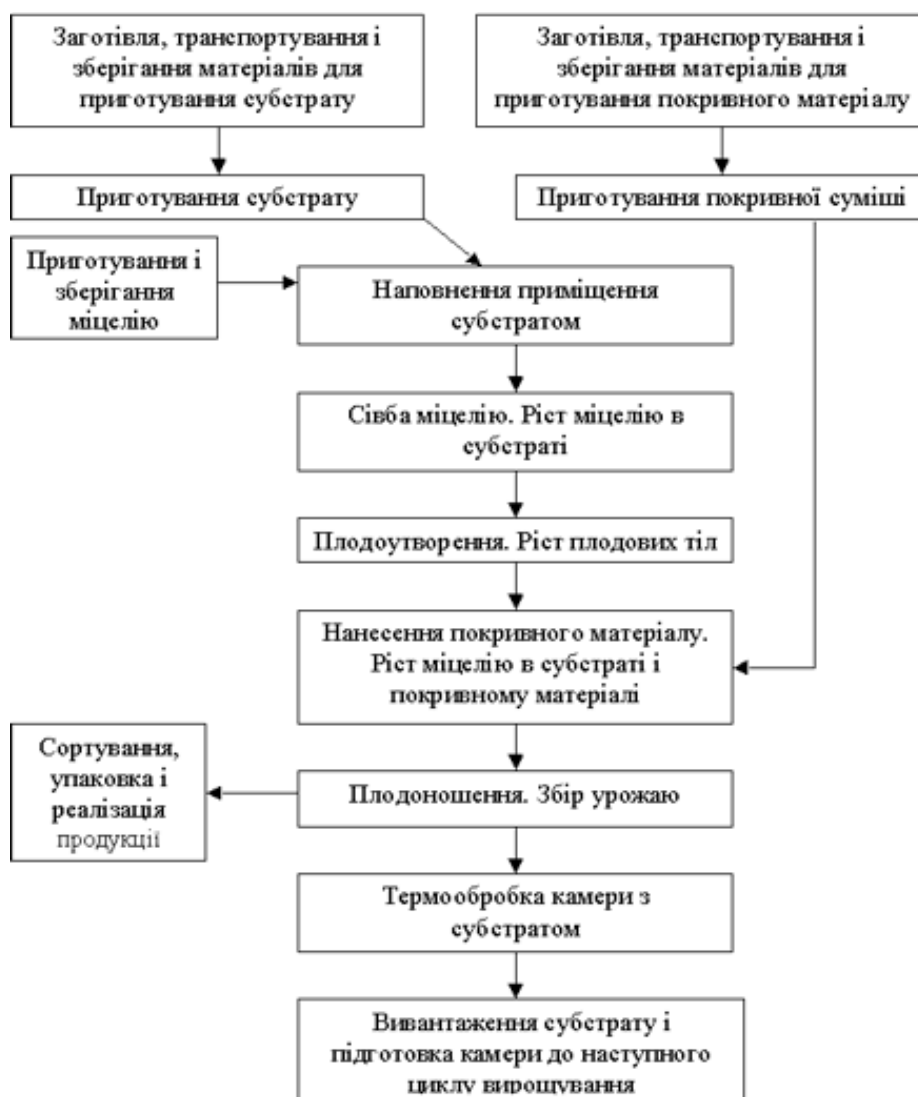 Заготівля, транспортування і
зберігання матеріалів для
приготування субстрату
Заготівля, транспортування і
зберігання матеріалів для
приготування покривного матеріалу
Приготування субстрату
Приготування покривної суміші
Приготування і
зберігання
міцелію
Наповнення приміщення
субстратом
Сівба міцелію. Ріст міцелію в
субстраті
Плодоутворення. Ріст плодових тіл
Нанесення покривного матеріалу.
Ріст міцелію в субстраті і
покривному матеріалі
Сортування,
упаковка і
реалізація
продукції
Плодоношення. Збір урожаю
Термообробка камери з
субстратом
Вивантаження субстрату і
підготовка камери до наступного
циклу вирощування